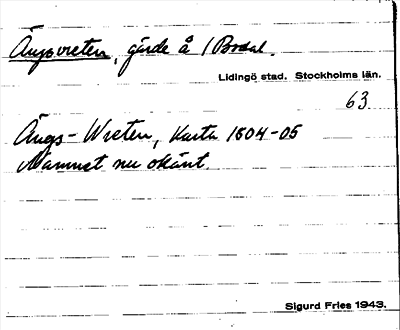 Ängsvreten, gärde å 1 Bodal.
Lidingö stad. Stockholms län.
63
Ängs-Wreten, Karta 1804-05
Namnet nu okänt.
Sigurd Fries 1943.